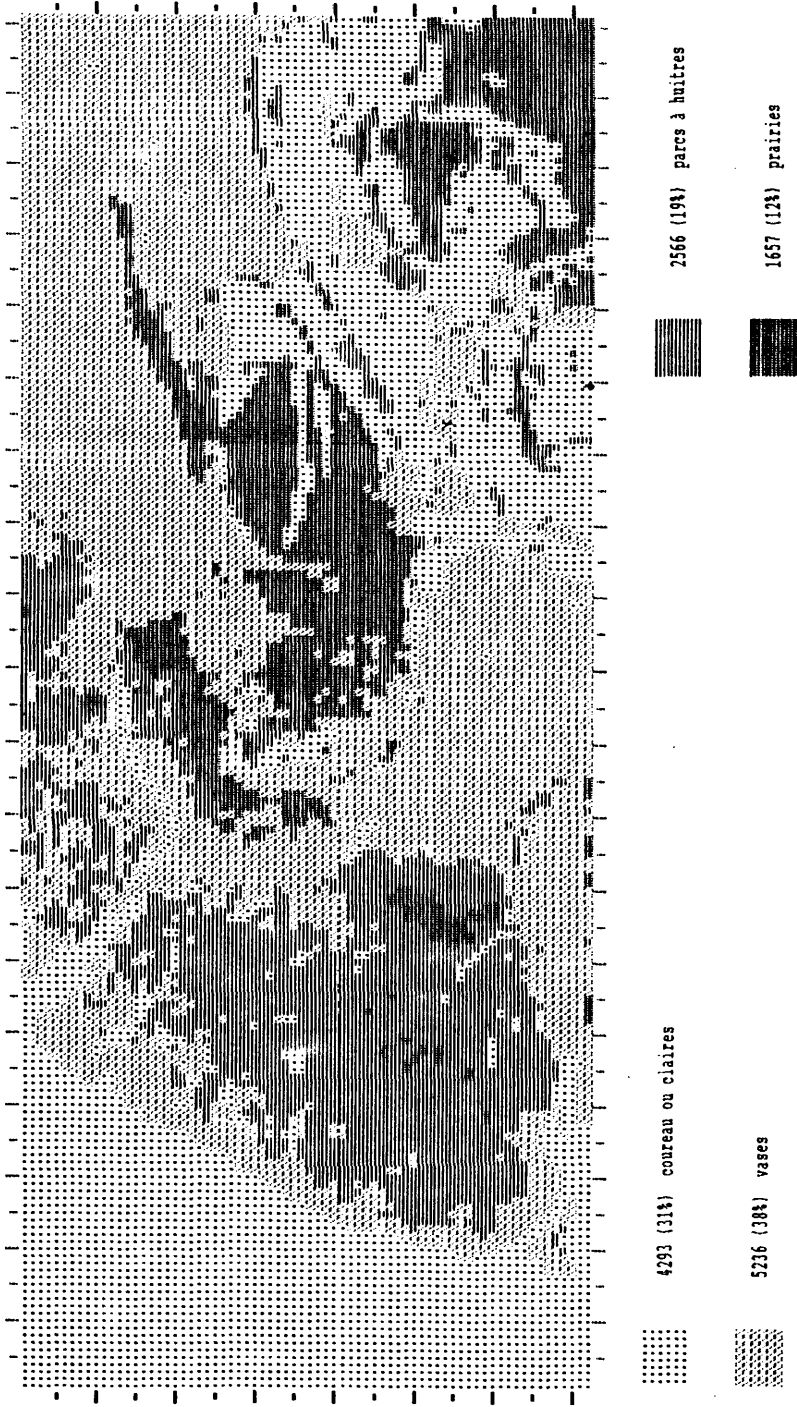 4293 (31%) coureau ou claires
5236 (38%) vases
2566 (19%) parcs à huitres
1657 (12%) prairies